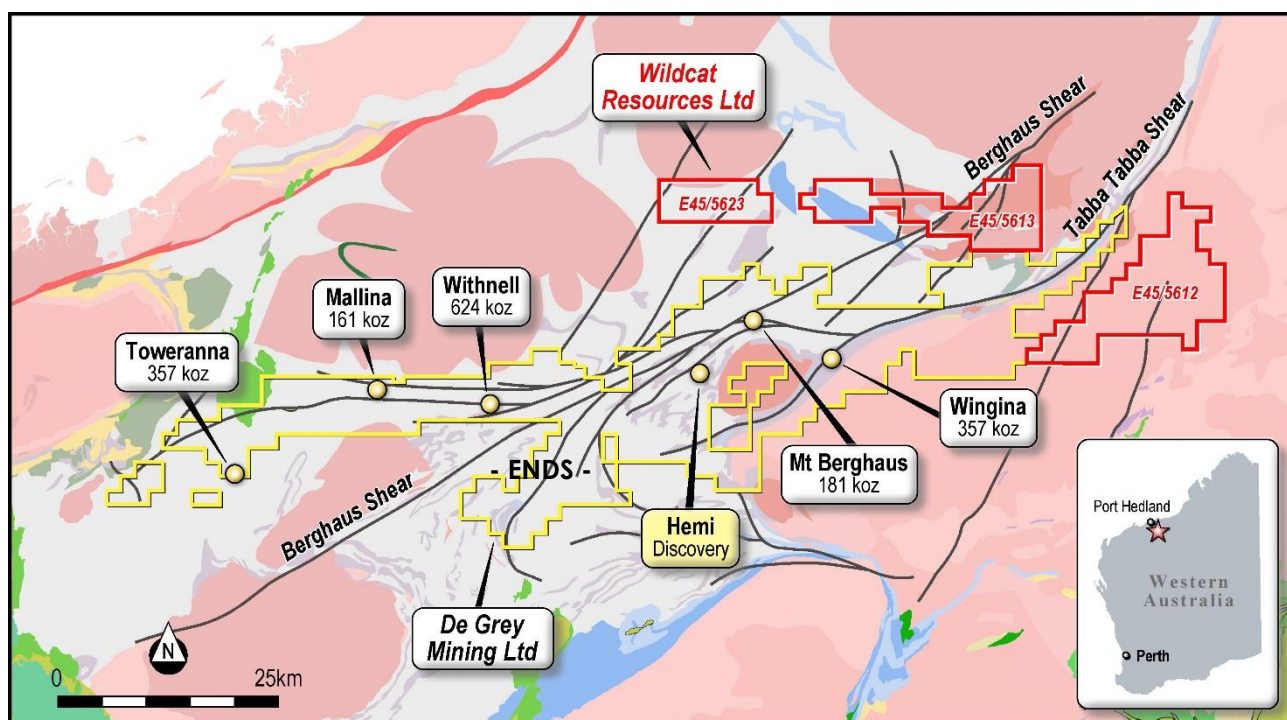 Wildcat
Resources Ltd
Berghaus Shear
Tabba Tabba Shear
E45/5623
E45/5613
E45/5612
Mallina
161 koz
Withnell
624 koz
Toweranna
357 koz
Wingina
357 koz
Mt Berghaus
181 koz
- ENDS -
Berghaus Shear
Hemi
Discovery
De Grey
Mining Ltd
N
0
25km
Port Hedland
Western
Australia
Perth